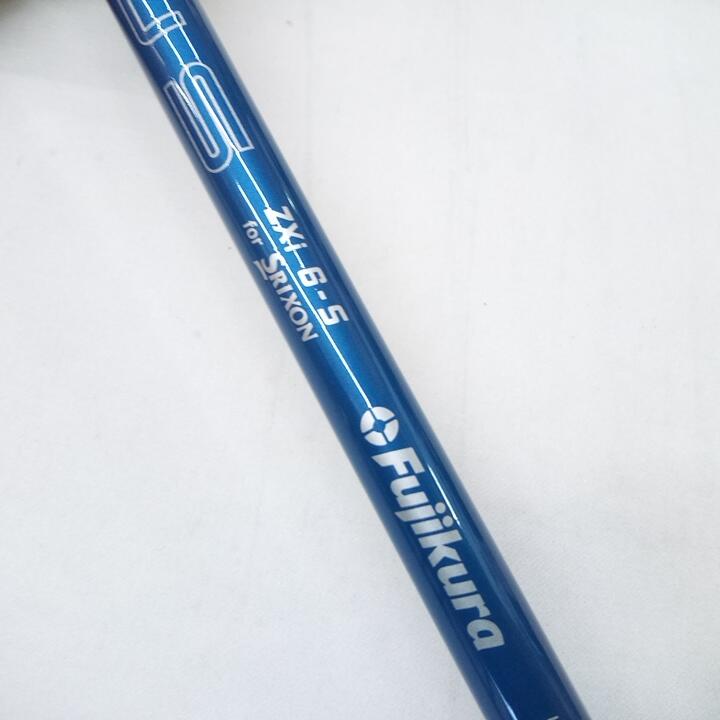 S
ZXi 6-S
for SRIXON
Fujikura